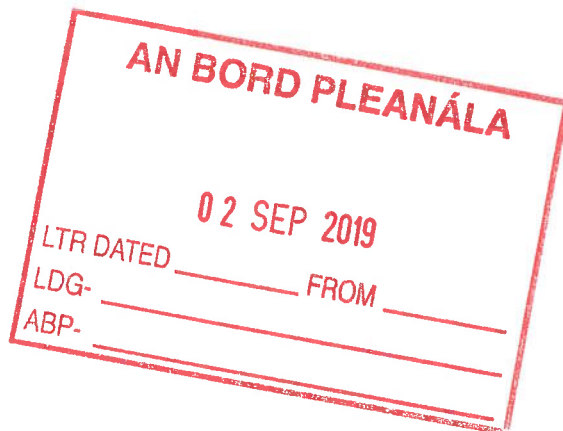 AN BORD PLEANÁLA
02 SEP 2019
LTR DATED FROM
LDG-
ABP-